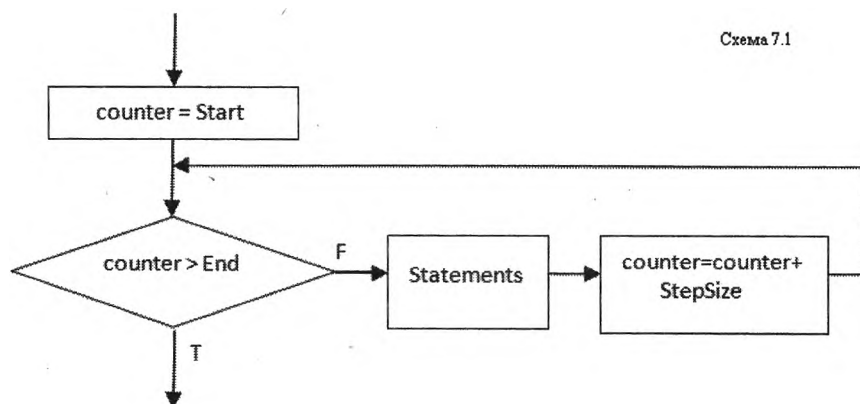 Схема 7.1
counter = Start
counter > End
F
Statements
counter=counter+
StepSize
T